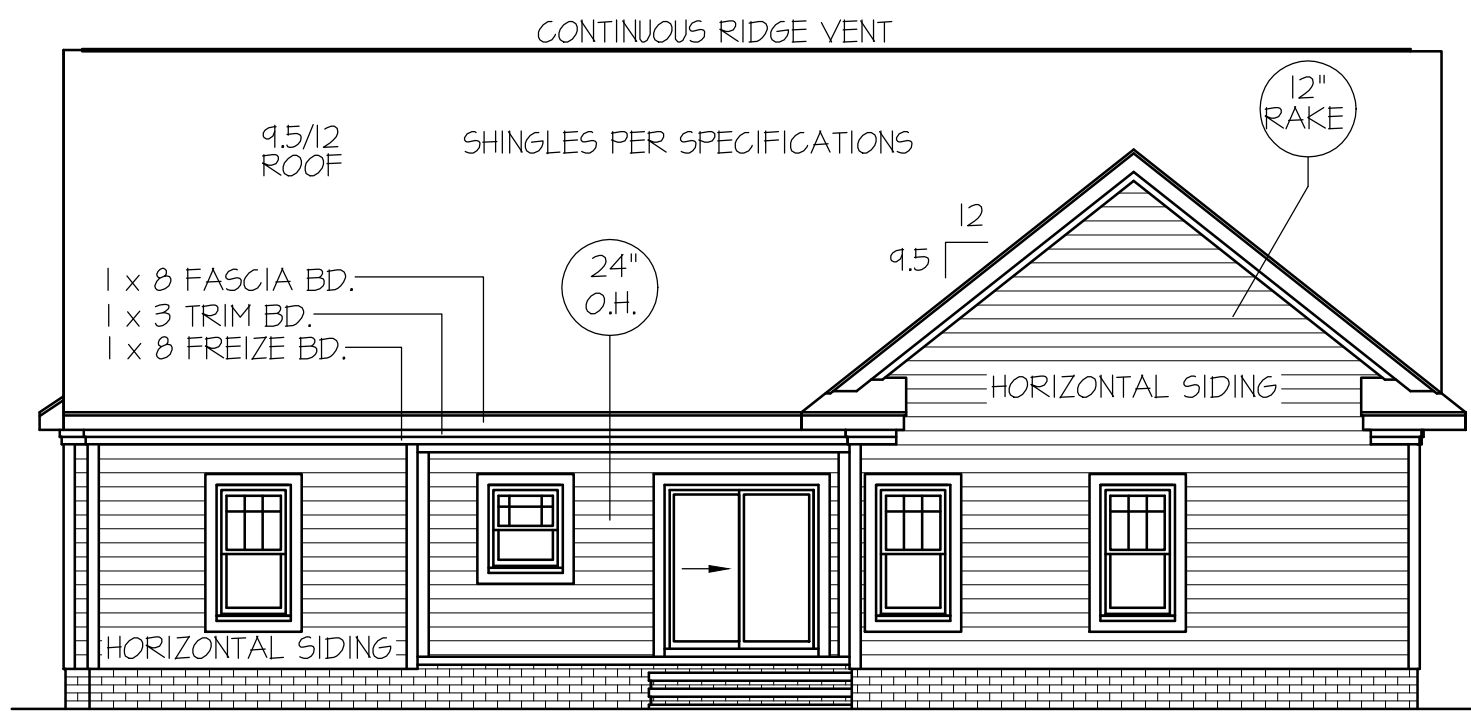 CONTINUOUS RIDGE VENT
12"
RAKE
9.5/12
ROOF
SHINGLES PER SPECIFICATIONS
12
9.5
24"
O.H.
1 x 8 FASCIA BD.
1 x 3 TRIM BD.
1 x 8 FREIZE BD.
HORIZONTAL SIDING
HORIZONTAL SIDING